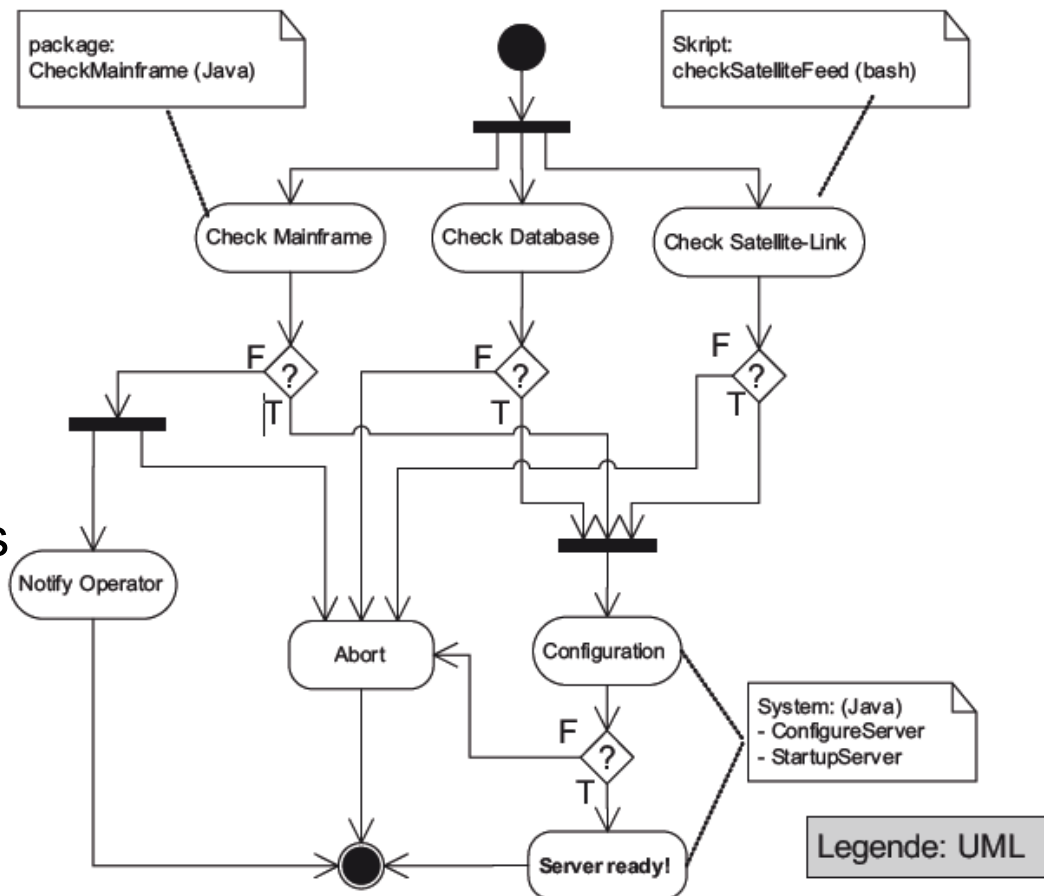 package:
CheckMainframe (Java)
Skript:
checkSatelliteFeed (bash)
Check Mainframe
Check Database
Check Satellite-Link
F
?
T
F
?
T
F
?
T
s
Notify Operator
Abort
Configuration
System: (Java)
- ConfigureServer
- StartupServer
F
?
T
Server ready!
Legende: UML